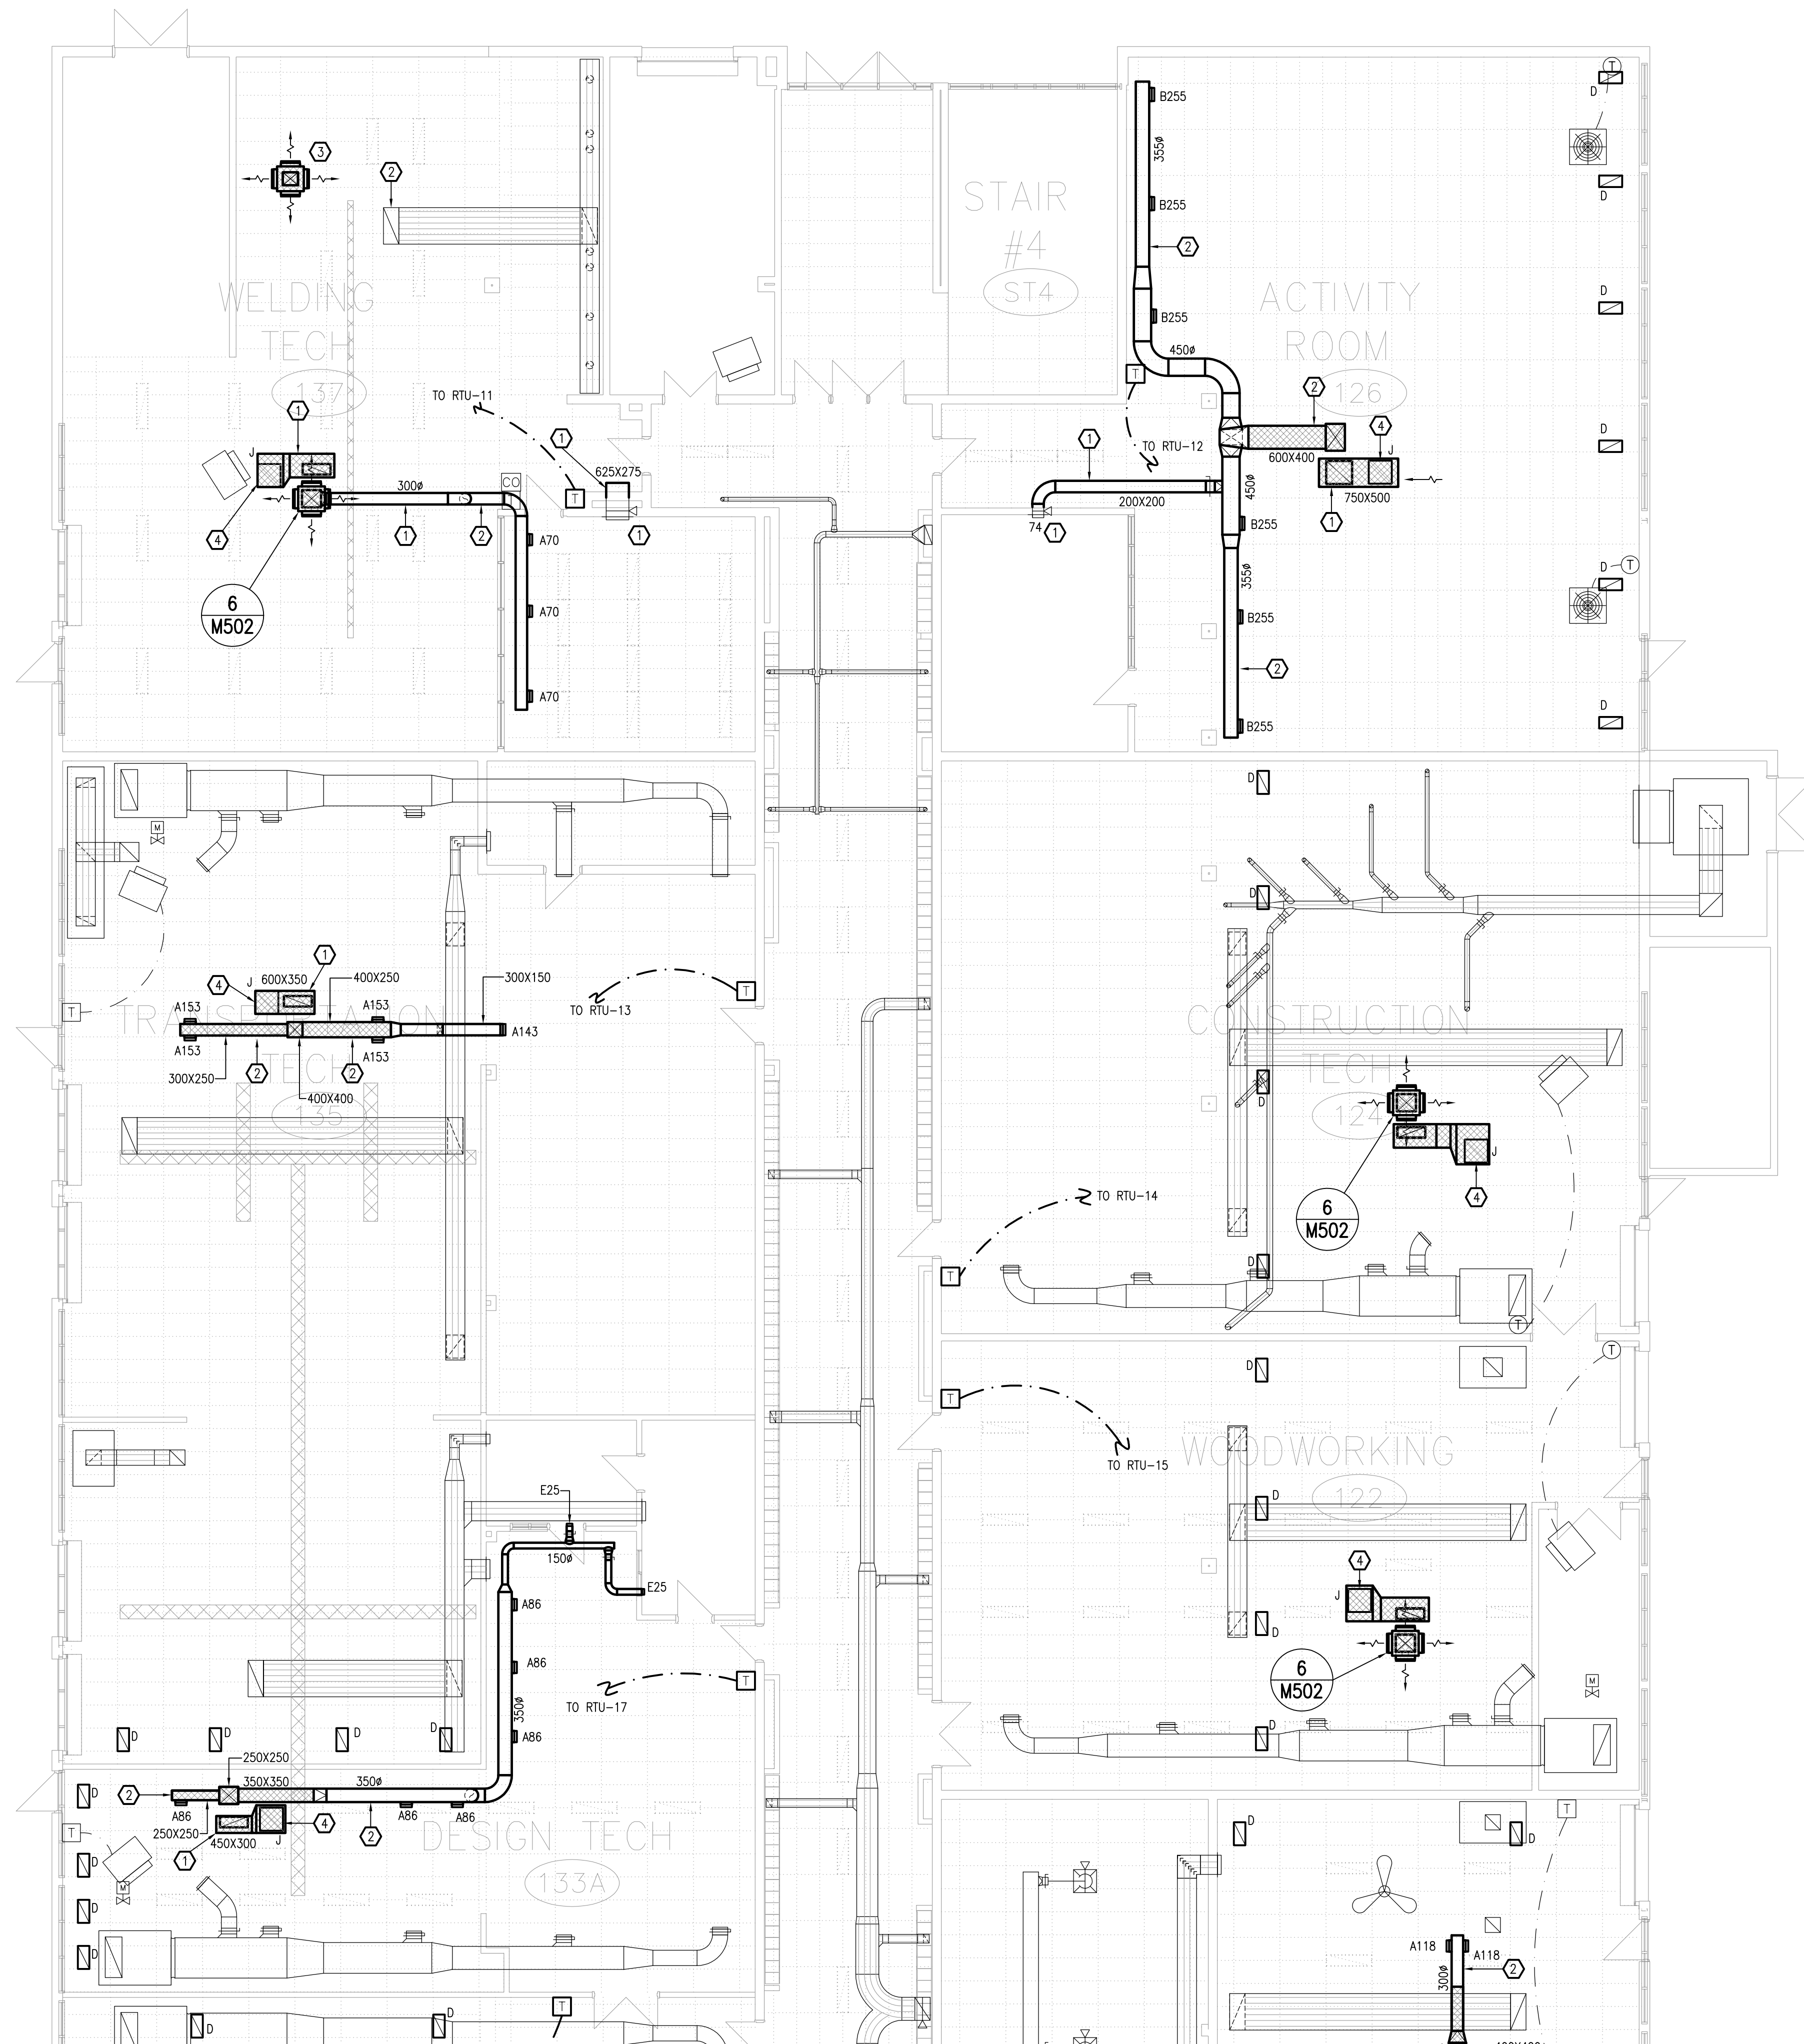 T
D
B255
3
355ø
2
D
STAIR
B255
#4
2
ST4
D
WELDING
ACTIVITY
B255
TECH
ROOM
450ø
T
137
TO RTU-11
2
126
1
1
1
4
D
TO RTU-12
J
J
600X400
625X275
CO
300ø
T
450ø
200X200
750X500
74
1
1
B255
4
1
2
1
A70
D
T
355ø
6
M502
A70
B255
2
A70
D
B255
D
M
D
1
4
J
600X350
400X250
300X150
T
T
A153
A153
TO RTU-13
TRANSPORTATION
CONSTRUCTION
A143
A153
A153
TECH
2
2
TECH
300X250
400X400
D
135
124
J
TO RTU-14
4
6
M502
D
T
T
T
D
T
WOODWORKING
TO RTU-15
122
E25
D
150ø
4
E25
J
A86
D
A86
6
M502
M
T
TO RTU-17
350ø
D
D
D
D
A86
D
250X250
350X350
350ø
D
2
A86
A86
A86
4
T
250X250
2
J
450X300
T
DESIGN TECH
D
D
1
D
M
133A
D
A118
A118
D
2
300ø
T
D
D